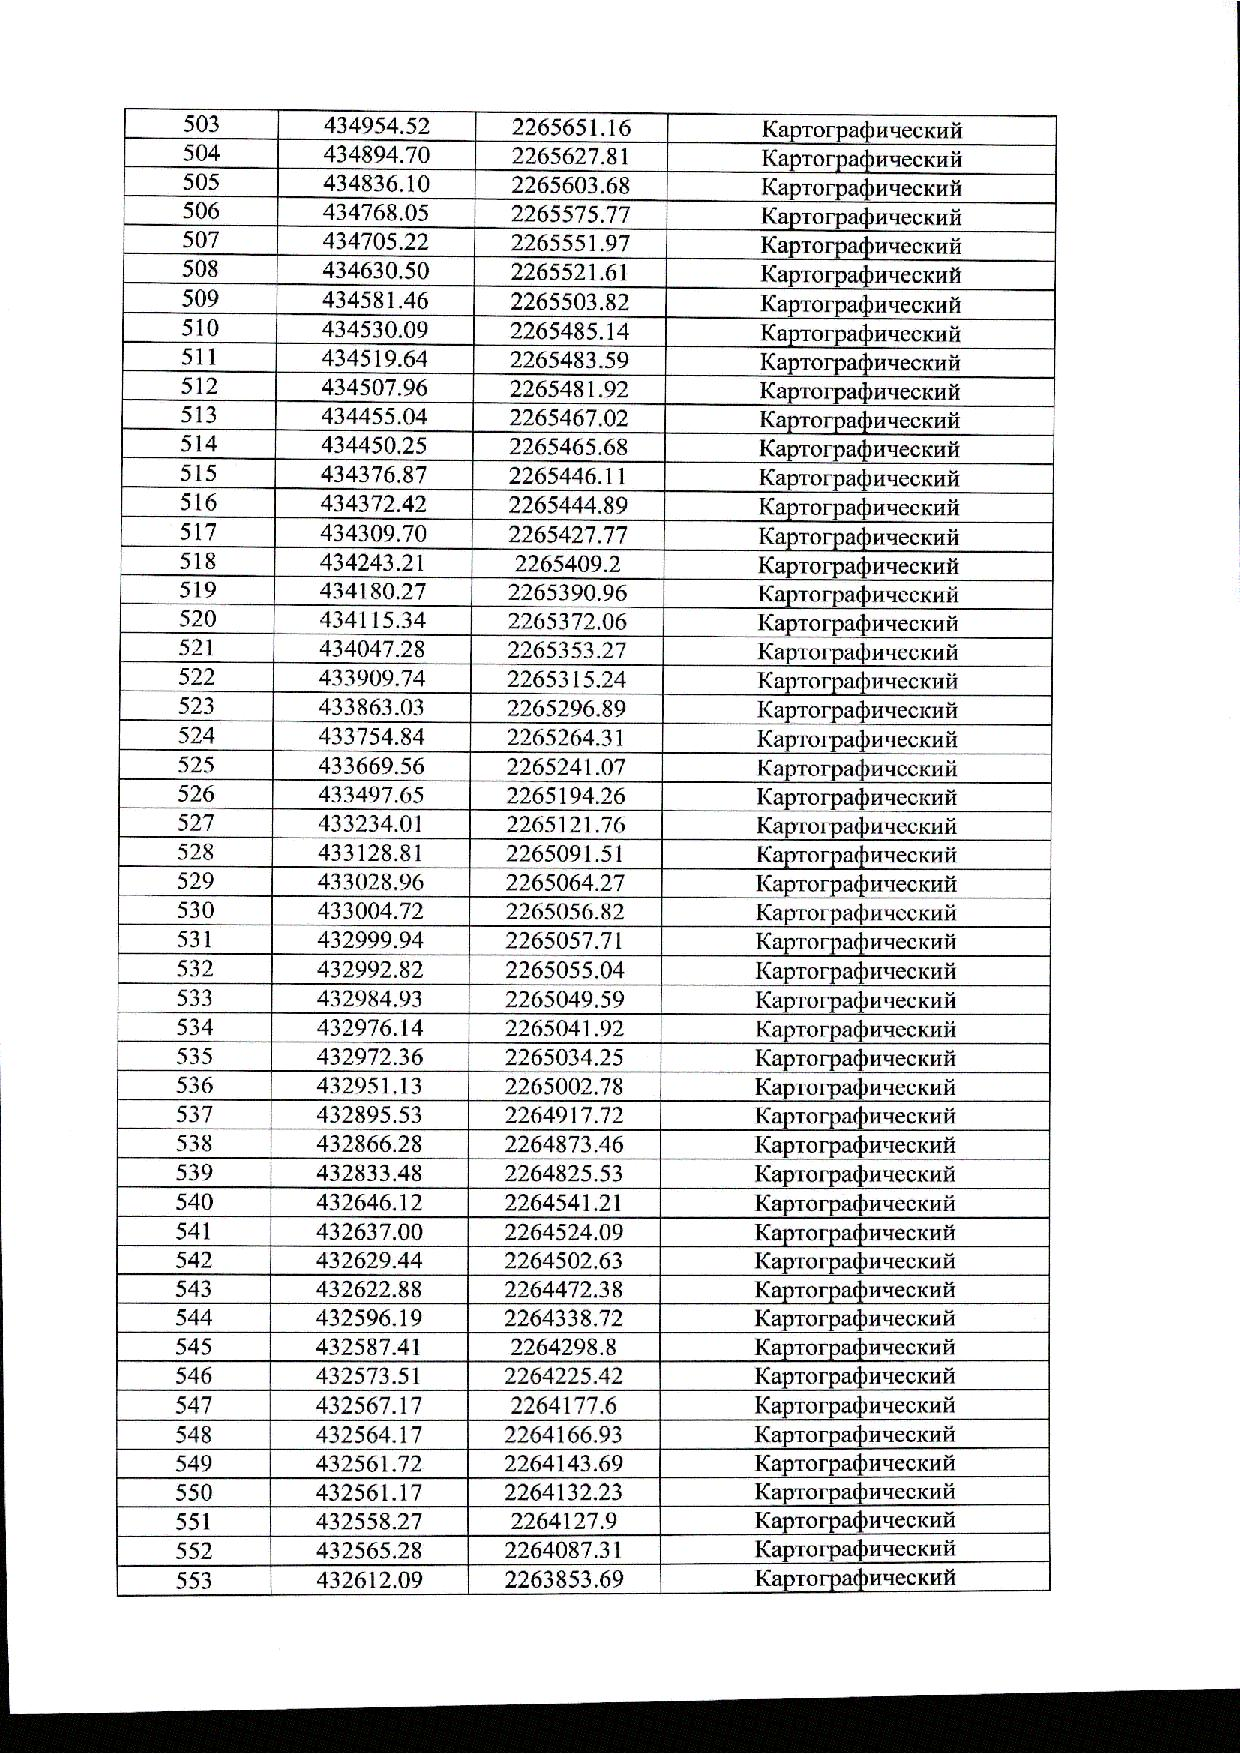 503 434954.52 2265651.16 Картографический
504 434894.70 2265627.81 Картографический
505 434836.10 2265603.68 Картографический
506 434768.05 2265575.77 Картографический
507 434705.22 2265551.97 Картографический
508 434630.50 2265521.61 Картографический
509 434581.46 2265503.82 Картографический
510 434530.09 2265485.14 Картографический
511 434519.64 2265483.59 Картографический
512 434507.96 2265481.92 Картографический
513 434455.04 2265467.02 Картографический
514 434450.25 2265465.68 Картографический
515 434376.87 2265446.11 Картографический
516 434372.42 2265444.89 Картографический
517 434309.70 2265427.77 Картографический
518 434243.21 2265409.2 Картографический
519 434180.27 2265390.96 Картографический
520 434115.34 2265372.06 Картографический
521 434047.28 2265353.27 Картографический
522 433909.74 2265315.24 Картографический
523 433863.03 2265296.89 Картографический
524 433754.84 2265264.31 Картографический
525 433669.56 2265241.07 Картографический
526 433497.65 2265194.26 Картографический
527 433234.01 2265121.76 Картографический
528 433128.81 2265091.51 Картографический
529 433028.96 2265064.27 Картографический
530 433004.72 2265056.82 Картографический
531 432999.94 2265057.71 Картографический
532 432992.82 2265055.04 Картографический
533 432984.93 2265049.59 Картографический
534 432976.14 2265041.92 Картографический
535 432972.36 2265034.25 Картографический
536 432951.13 2265002.78 Картографический
537 432895.53 2264917.72 Картографический
538 432866.28 2264873.46 Картографический
539 432833.48 2264825.53 Картографический
540 432646.12 2264541.21 Картографический
541 432637.00 2264524.09 Картографический
542 432629.44 2264502.63 Картографический
543 432622.88 2264472.38 Картографический
544 432596.19 2264338.72 Картографический
545 432587.41 2264298.8 Картографический
546 432573.51 2264225.42 Картографический
547 432567.17 2264177.6 Картографический
548 432564.17 2264166.93 Картографический
549 432561.72 2264143.69 Картографический
550 432561.17 2264132.23 Картографический
551 432558.27 2264127.9 Картографический
552 432565.28 2264087.31 Картографический
553 432612.09 2263853.69 Картографический